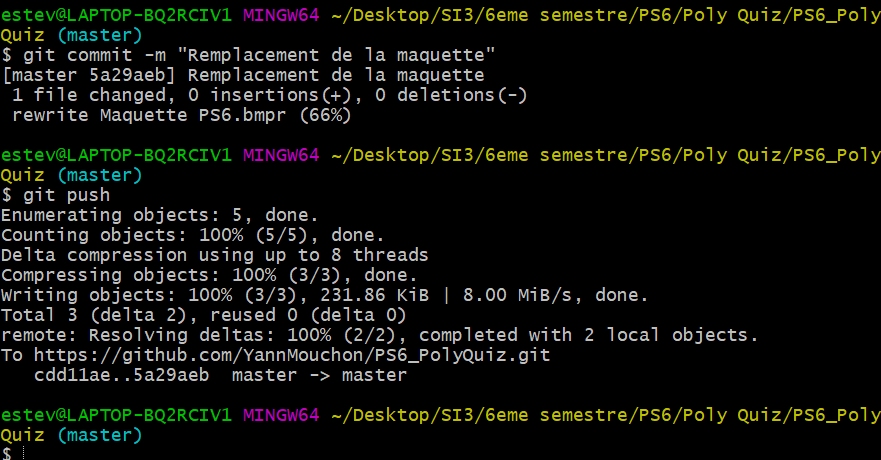 estev@LAPTOP-BQ2RCIV1 MINGW64 ~/Desktop/SI3/6eme semestre/PS6/Poly Quiz/PS6_Poly
Quiz (master)
$ git commit -m "Remplacement de la maquette"
[master 5a29aeb] Remplacement de la maquette
 1 file changed, 0 insertions(+), 0 deletions(-)
 rewrite Maquette PS6.bmpr (66%)
estev@LAPTOP-BQ2RCIV1 MINGW64 ~/Desktop/SI3/6eme semestre/PS6/Poly Quiz/PS6_Poly
Quiz (master)
$ git push
Enumerating objects: 5, done.
Counting objects: 100% (5/5), done.
Delta compression using up to 8 threads
Compressing objects: 100% (3/3), done.
Writing objects: 100% (3/3), 231.86 KiB | 8.00 MiB/s, done.
Total 3 (delta 2), reused 0 (delta 0)
remote: Resolving deltas: 100% (2/2), completed with 2 local objects.
To https://github.com/YannMouchon/PS6_PolyQuiz.git
   cdd11ae..5a29aeb  master -> master
estev@LAPTOP-BQ2RCIV1 MINGW64 ~/Desktop/SI3/6eme semestre/PS6/Poly Quiz/PS6_Poly
Quiz (master)
$